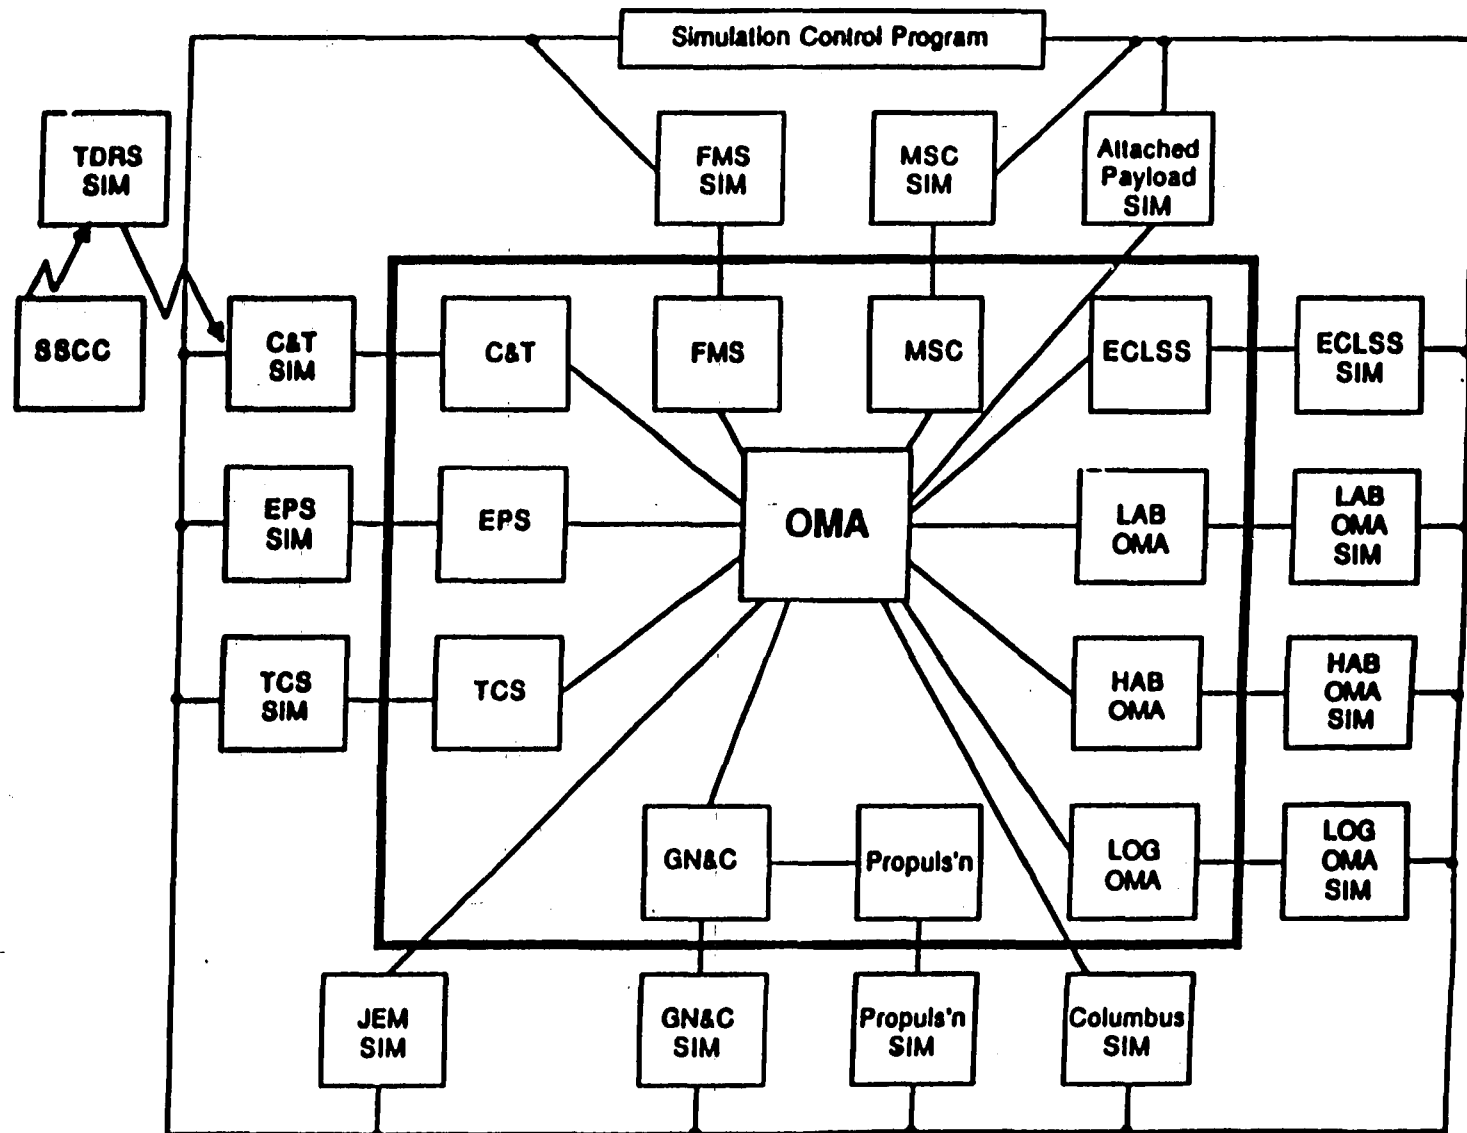 Simulation Control Program
TDRS
SIM
FMS
SIM
MSC
SIM
Attached
Payload
SIM
SSCC
C&T
SIM
C&T
FMS
MSC
ECLSS
ECLSS
SIM
EPS
SIM
EPS
OMA
LAB
OMA
LAB
OMA
SIM
TCS
SIM
TCS
HAB
OMA
HAB
OMA
SIM
GN&C
Propuls'n
LOG
OMA
LOG
OMA
SIM
JEM
SIM
GN&C
SIM
Propuls'n
SIM
Columbus
SIM